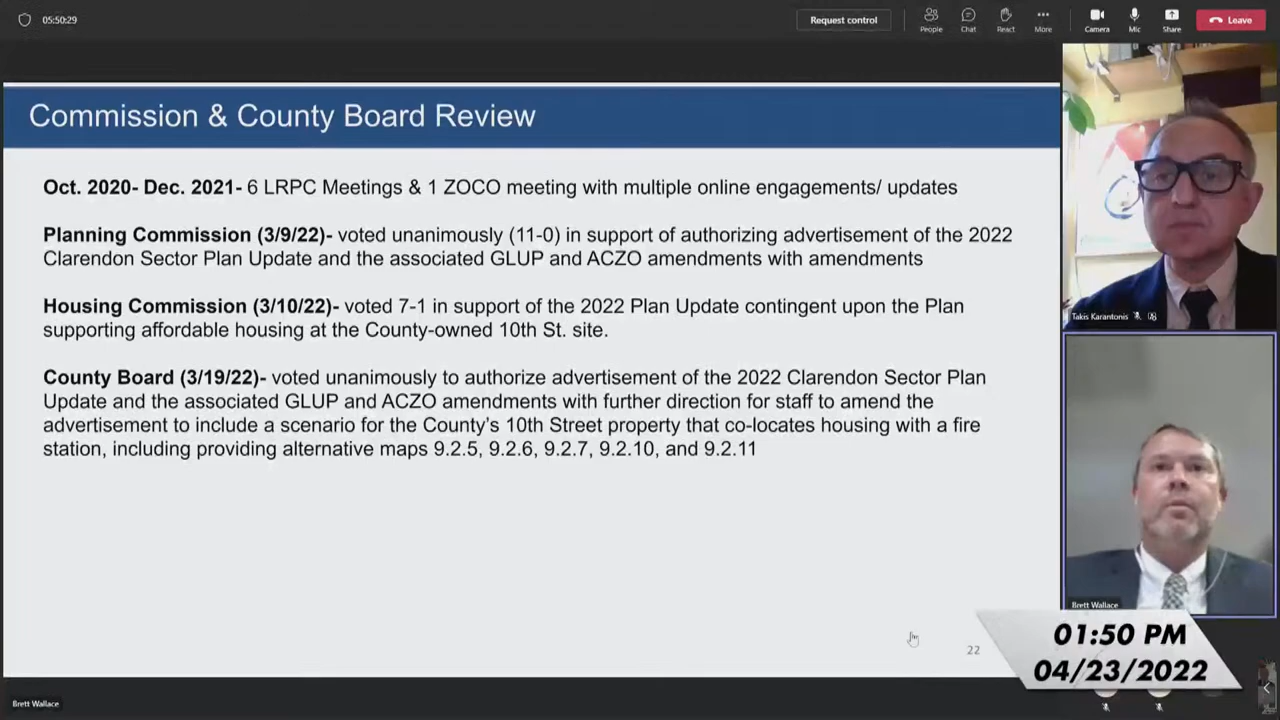 05:50:29
Request control
People
Chat
React
More
Camera
Mic
Share
Leave
Commission & County Board Review
Oct. 2020- Dec. 2021- 6 LRPC Meetings & 1 ZOCO meeting with multiple online engagements/ updates
Planning Commission (3/9/22)- voted unanimously (11-0) in support of authorizing advertisement of the 2022
Clarendon Sector Plan Update and the associated GLUP and ACZO amendments with amendments
Housing Commission (3/10/22)- voted 7-1 in support of the 2022 Plan Update contingent upon the Plan
supporting affordable housing at the County-owned 10th St. site.
County Board (3/19/22)- voted unanimously to authorize advertisement of the 2022 Clarendon Sector Plan
Update and the associated GLUP and ACZO amendments with further direction for staff to amend the
advertisement to include a scenario for the County's 10th Street property that co-locates housing with a fire
station, including providing alternative maps 9.2.5, 9.2.6, 9.2.7, 9.2.10, and 9.2.11
22
Takis Karantonis
Brett Wallace
01:50 PM
04/23/2022
Brett Wallace